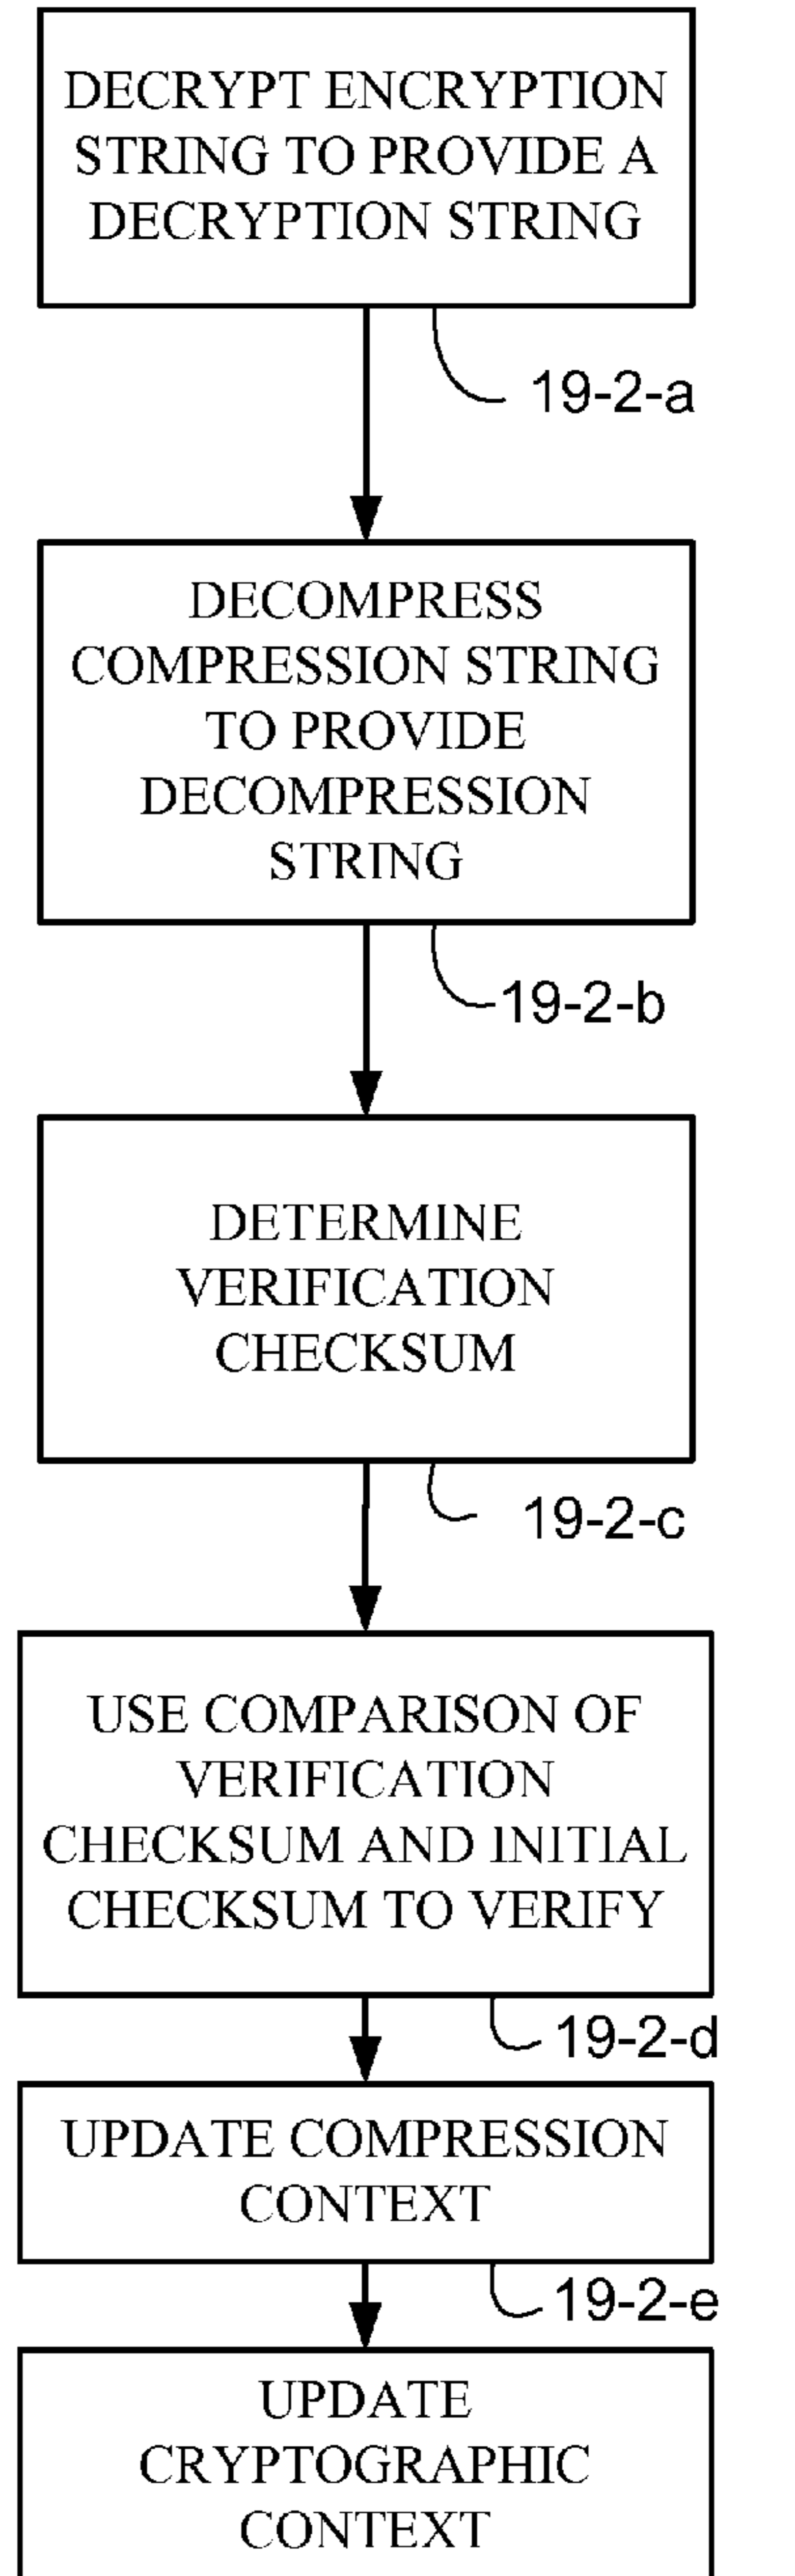 DECRYPT ENCRYPTION
STRING TO PROVIDE A
DECRYPTION STRING
19-2-a
DECOMPRESS
COMPRESSION STRING
TO PROVIDE
DECOMPRESSION
STRING
19-2-b
DETERMINE
VERIFICATION
CHECKSUM
19-2-c
USE COMPARISON OF
VERIFICATION
CHECKSUM AND INITIAL
CHECKSUM TO VERIFY
19-2-d
UPDATE COMPRESSION
CONTEXT
19-2-e
UPDATE
CRYPTOGRAPHIC
CONTEXT